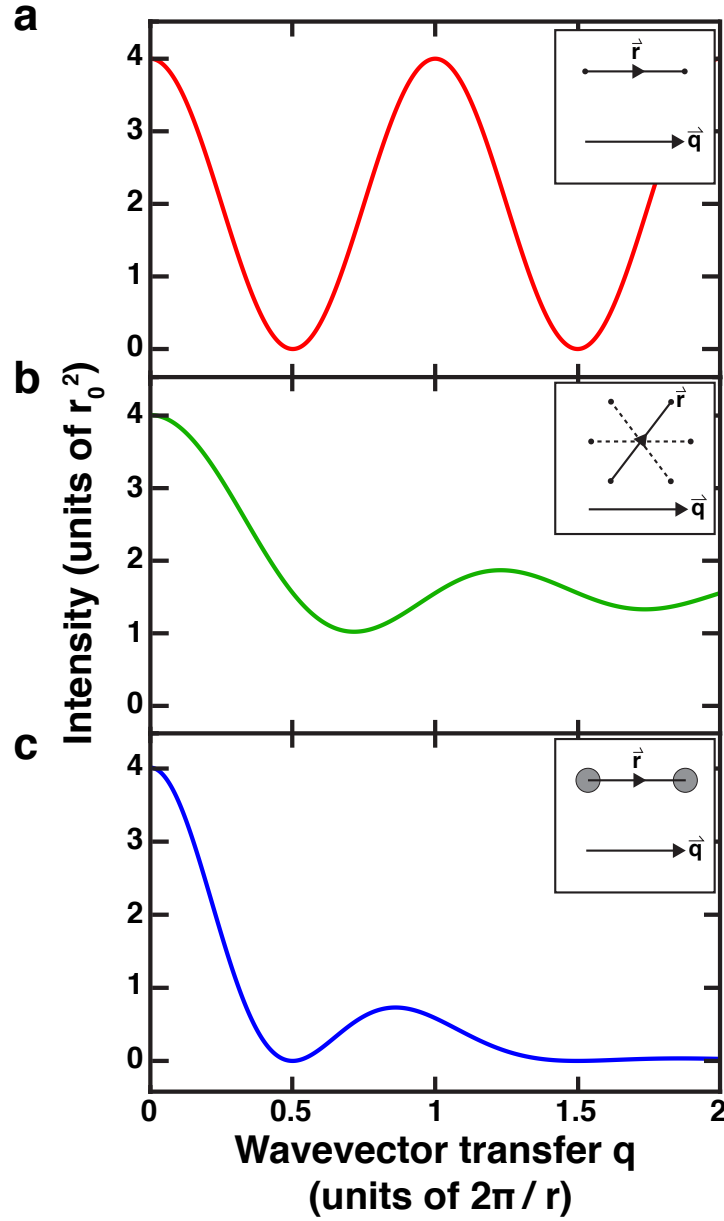 a
4
3
2
1
0
r⃗
q⃗
b
4
3
2
1
0
r⃗
q⃗
c
4
3
2
1
0
r⃗
q⃗
Intensity (units of r₀²)
0 0.5 1 1.5 2
Wavevector transfer q
(units of 2π / r)